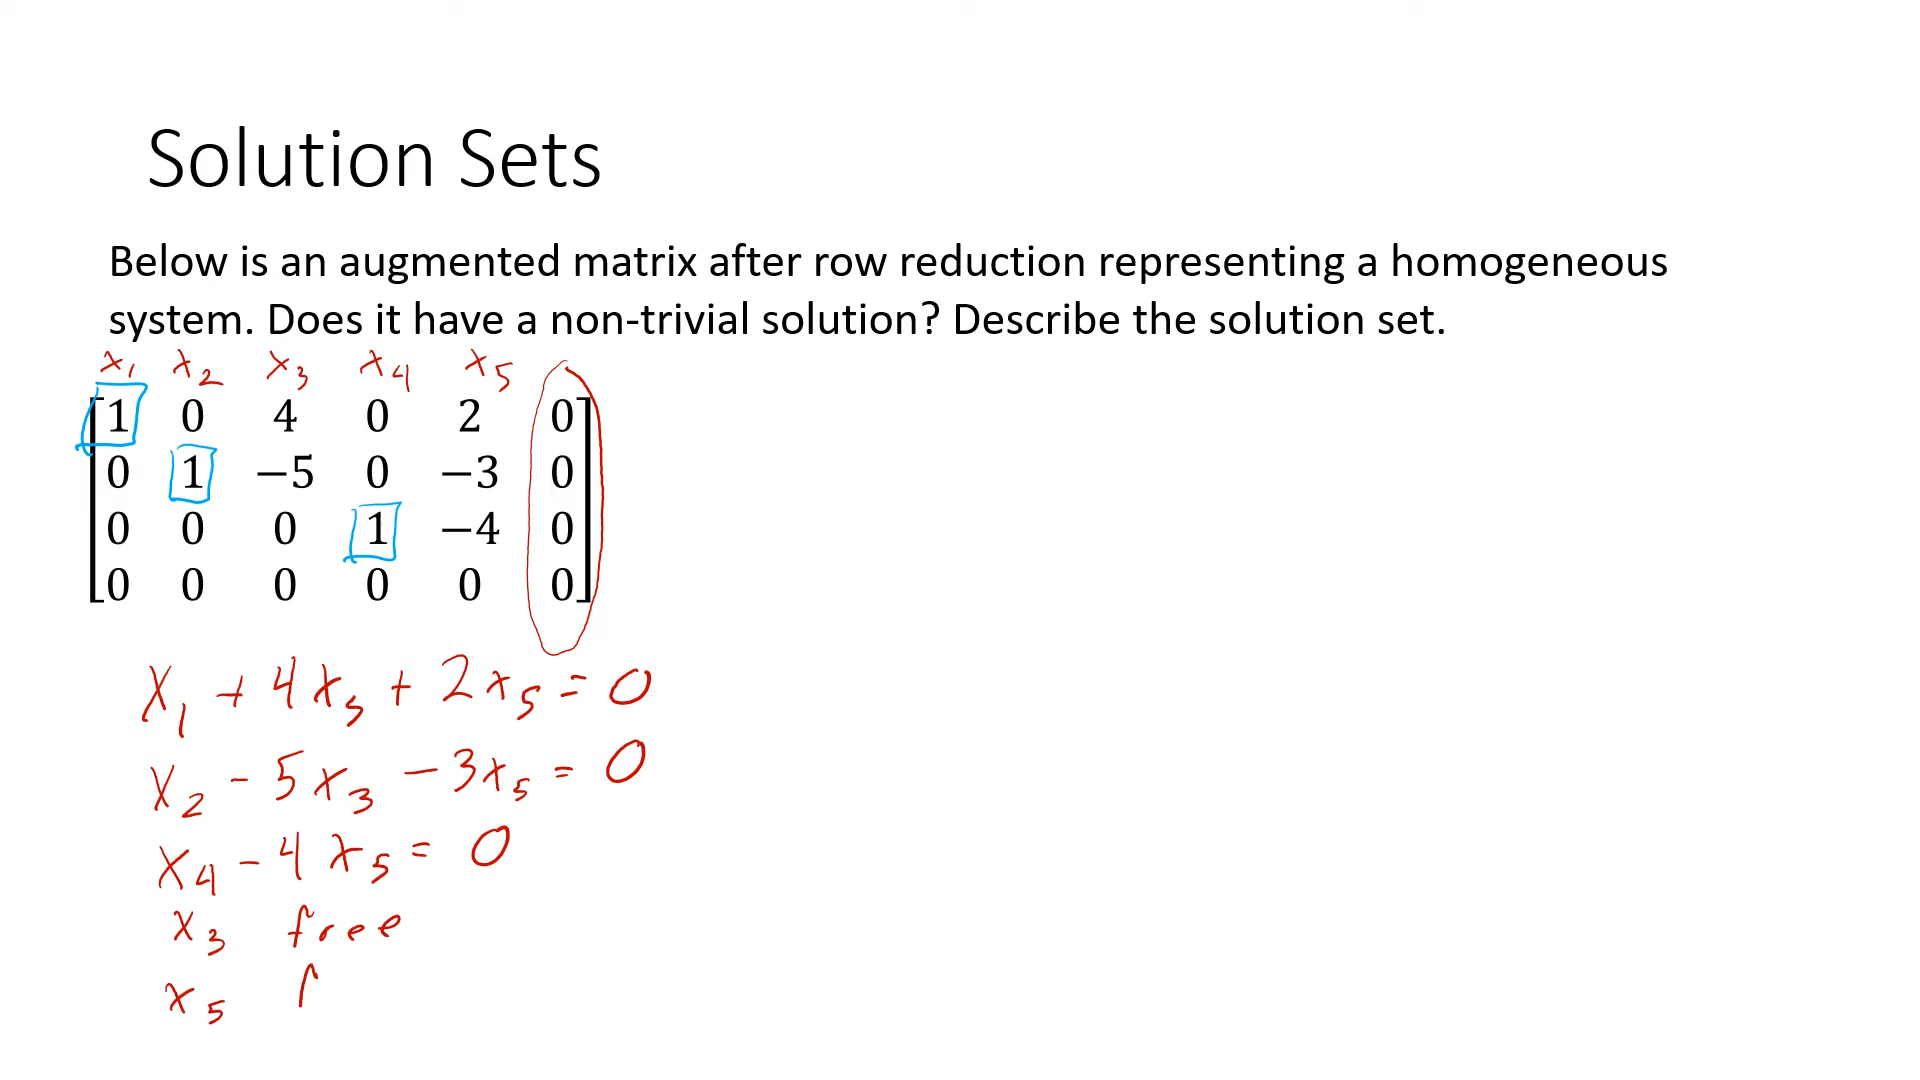 Solution Sets
Below is an augmented matrix after row reduction representing a homogeneous
system. Does it have a non-trivial solution? Describe the solution set.
x₁ x₂ x₃ x₄ x₅
1 0 4 0 2 0
0 1 −5 0 −3 0
0 0 0 1 −4 0
0 0 0 0 0 0
x₁ + 4x₃ + 2x₅ = 0
x₂ - 5x₃ - 3x₅ = 0
x₄ - 4x₅ = 0
x₃ free
x₅